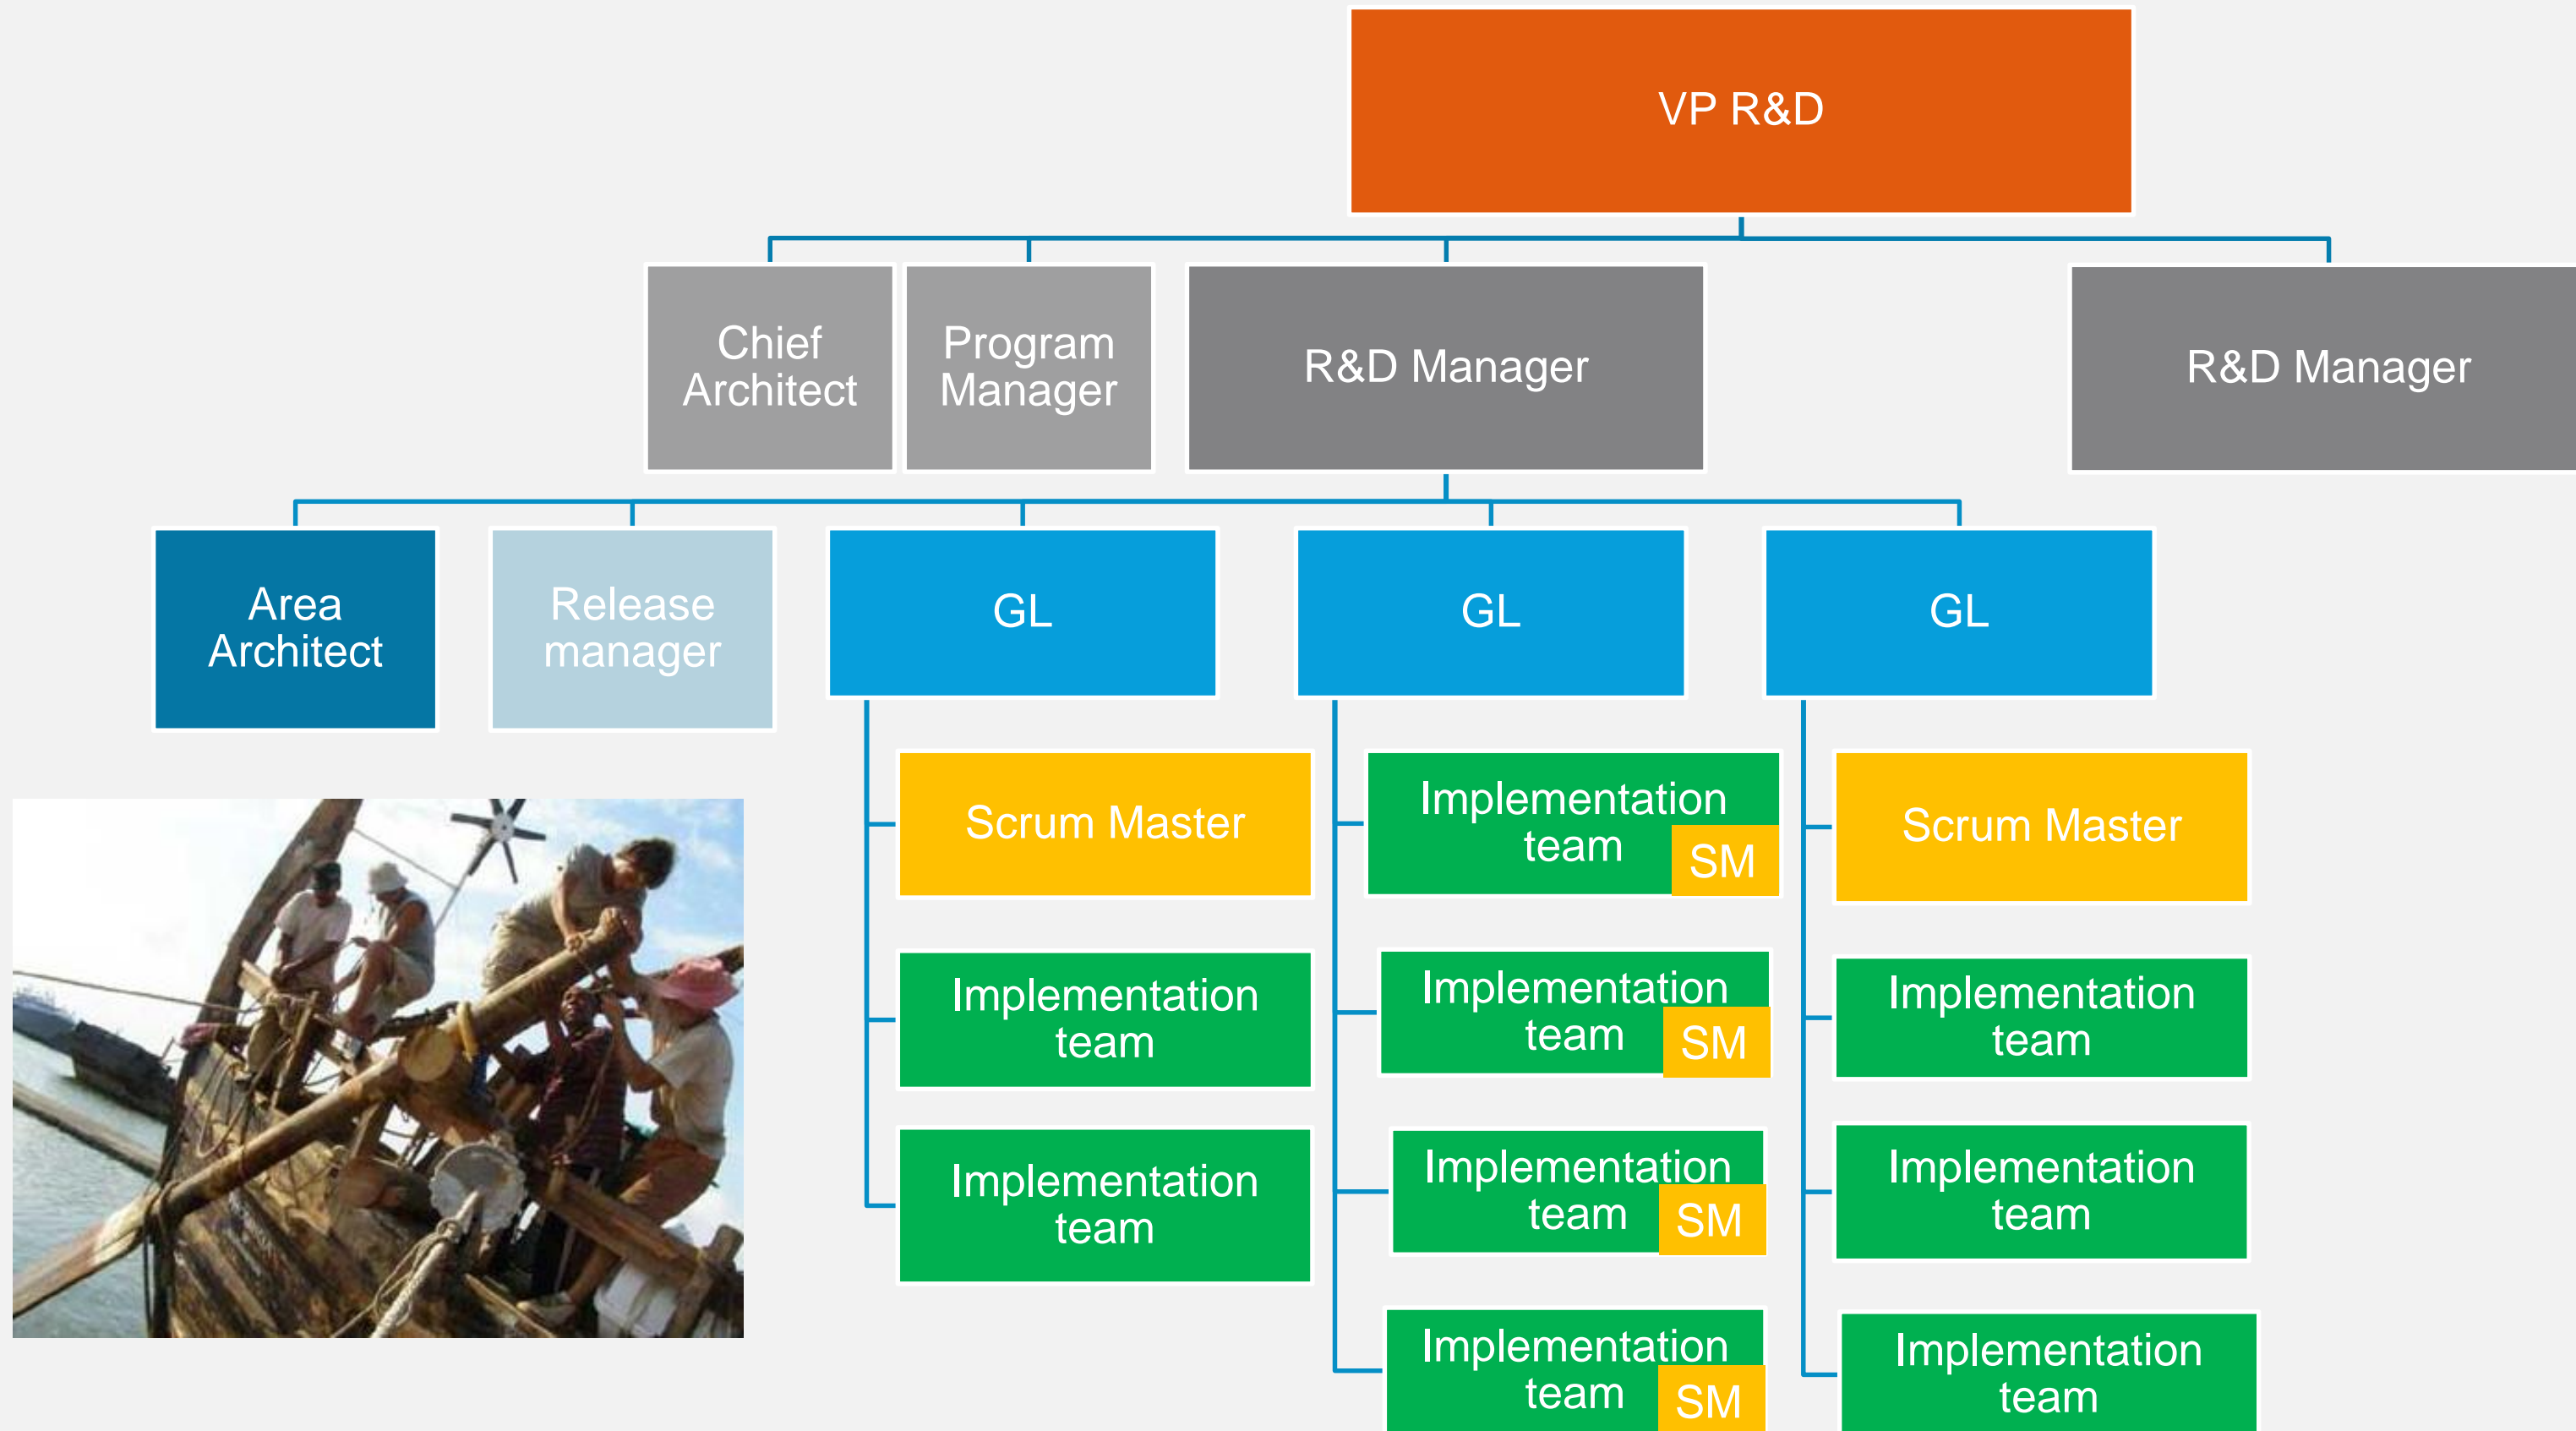 VP R&D
Chief
Architect
Program
Manager
R&D Manager
R&D Manager
Area
Architect
Release
manager
GL
GL
GL
Scrum Master
Implementation
team
Implementation
team
Implementation
team
SM
Implementation
team
SM
Implementation
team
SM
Implementation
team
SM
Scrum Master
Implementation
team
Implementation
team
Implementation
team